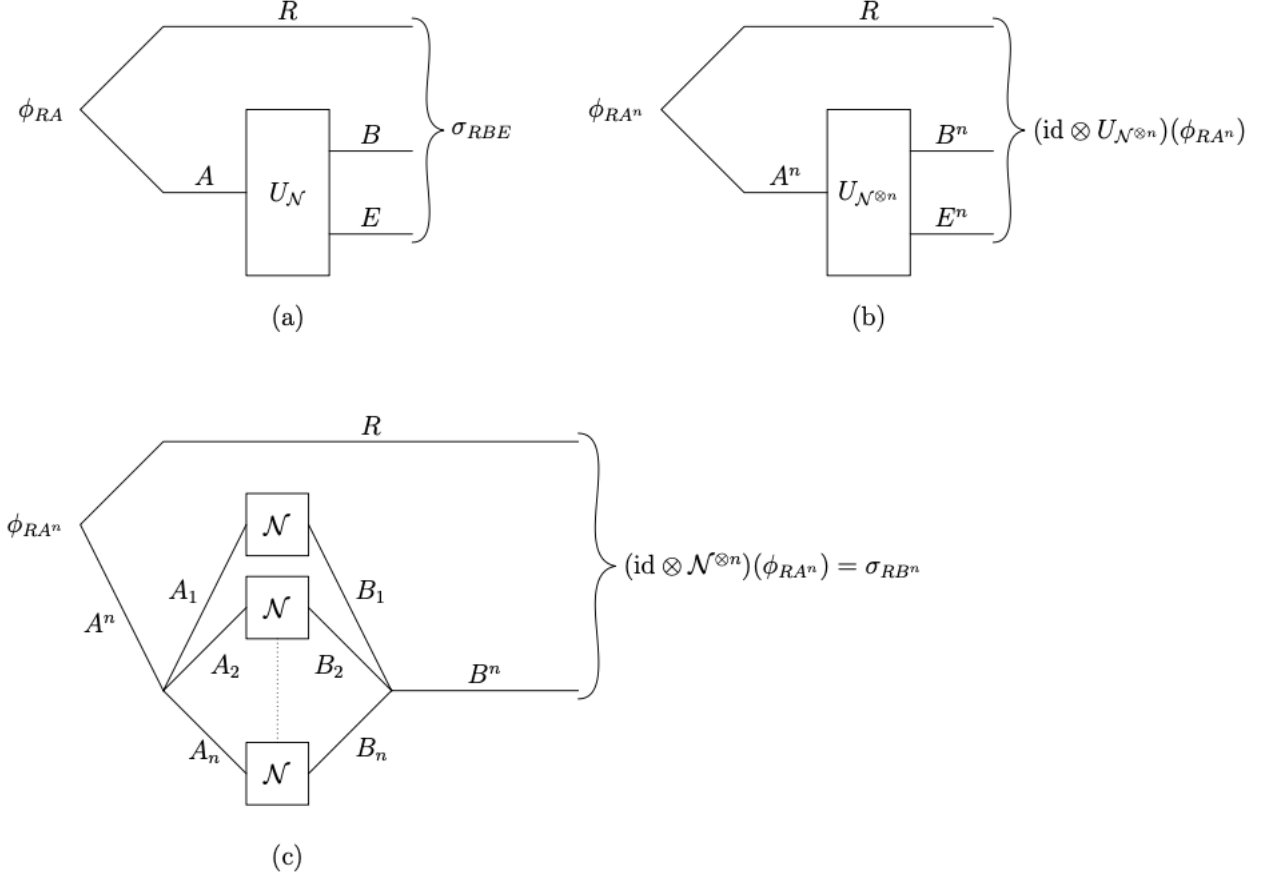 R R
ϕ_{RA} A U_𝒩 B E σ_{RBE} ϕ_{RA^n} A^n U_{𝒩^{⊗n}} B^n E^n (id ⊗ U_{𝒩^{⊗n}})(ϕ_{RA^n})
(a) (b)
R
ϕ_{RA^n} 𝒩
A^n A_1 𝒩 B_1 (id ⊗ 𝒩^{⊗n})(ϕ_{RA^n}) = σ_{RB^n}
A_2 B_2 B^n
A_n 𝒩 B_n
(c)